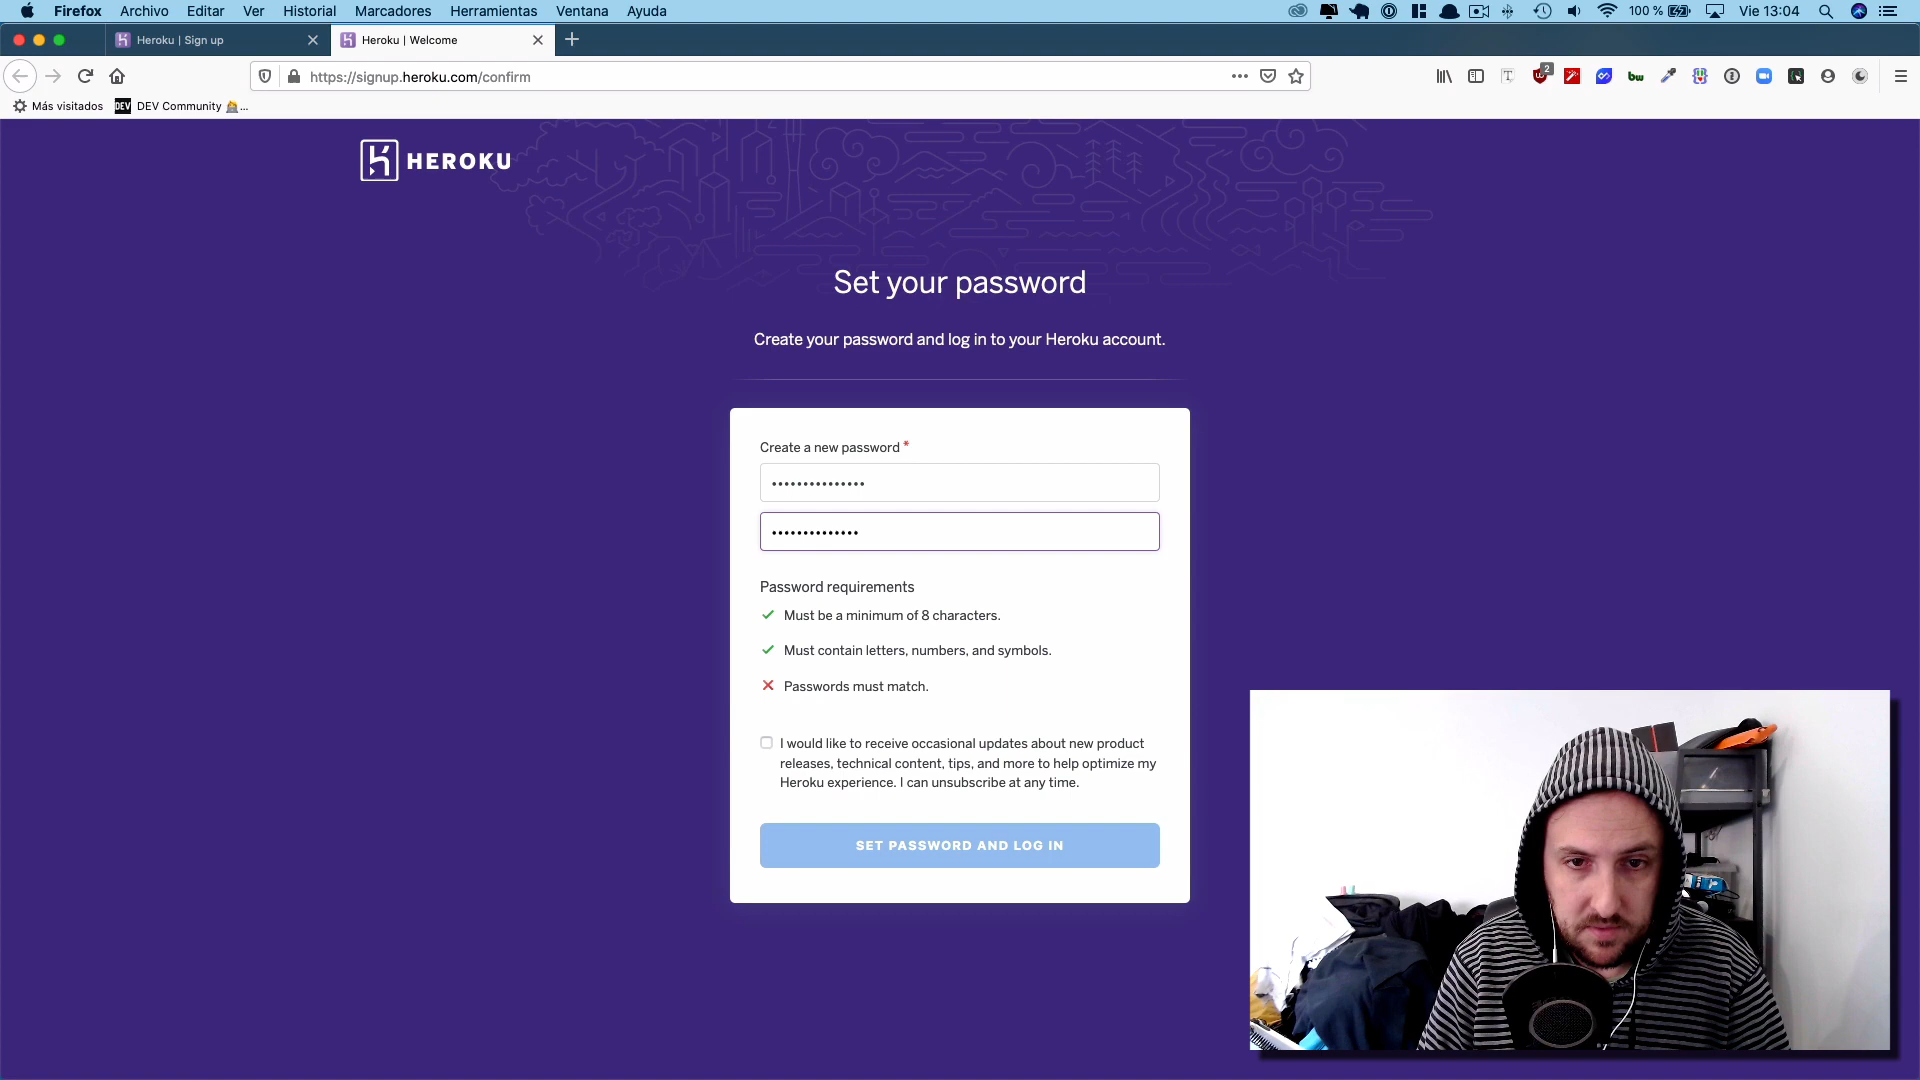 Firefox Archivo Editar Ver Historial Marcadores Herramientas Ventana Ayuda 100 % Vie 13:04
Heroku | Sign up Heroku | Welcome
https://signup.heroku.com/confirm 2
Más visitados DEV DEV Community ...
HEROKU
Set your password
Create your password and log in to your Heroku account.
Create a new password *
•••••••••••••••
••••••••••••••
Password requirements
Must be a minimum of 8 characters.
Must contain letters, numbers, and symbols.
Passwords must match.
I would like to receive occasional updates about new product
releases, technical content, tips, and more to help optimize my
Heroku experience. I can unsubscribe at any time.
SET PASSWORD AND LOG IN